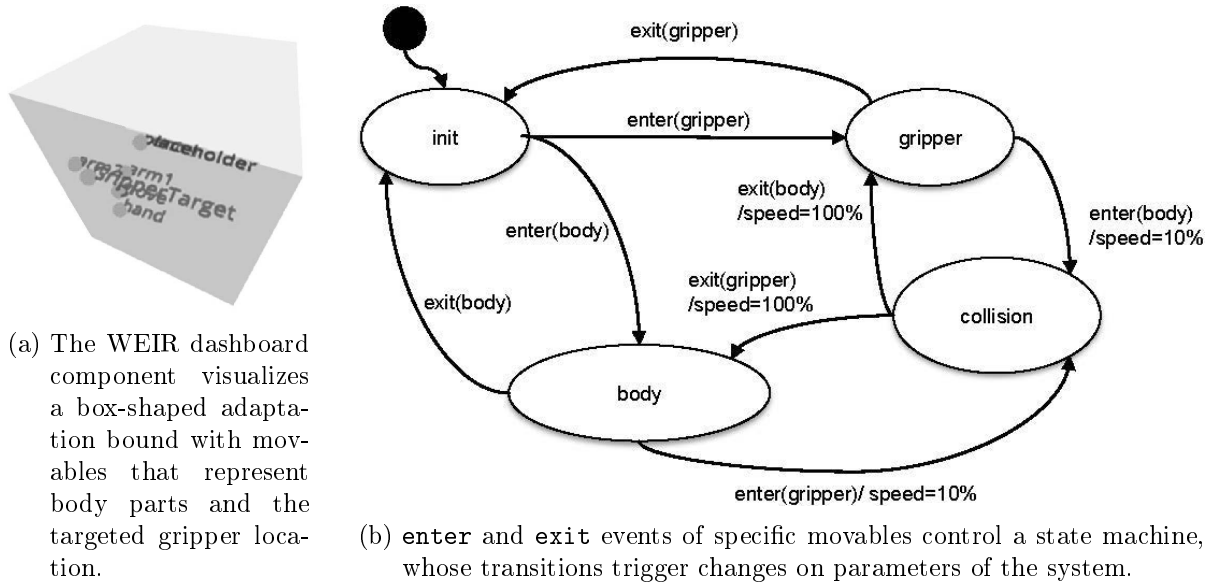 placeholder
arm1
GripperTarget
move
hand
(a) The WEIR dashboard
component visualizes
a box-shaped adapta-
tion bound with mov-
ables that represent
body parts and the
targeted gripper loca-
tion.
exit(gripper)
init
enter(gripper)
gripper
exit(body)
/speed=100%
enter(body)
/speed=10%
enter(body)
exit(gripper)
/speed=100%
exit(body)
collision
body
enter(gripper)/ speed=10%
(b) enter and exit events of specific movables control a state machine,
whose transitions trigger changes on parameters of the system.